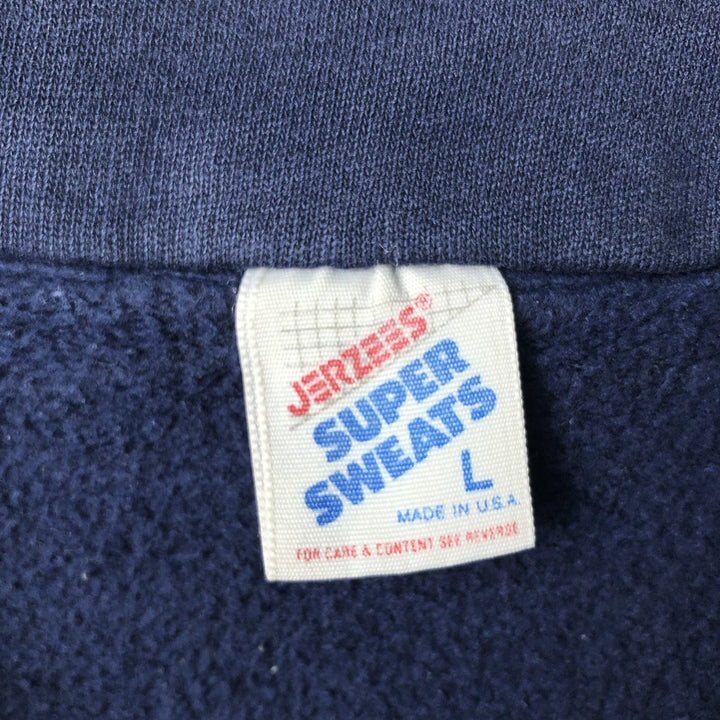 JERZEES®
SUPER
SWEATS
L
MADE IN U.S.A.
FOR CARE & CONTENT SEE REVERSE